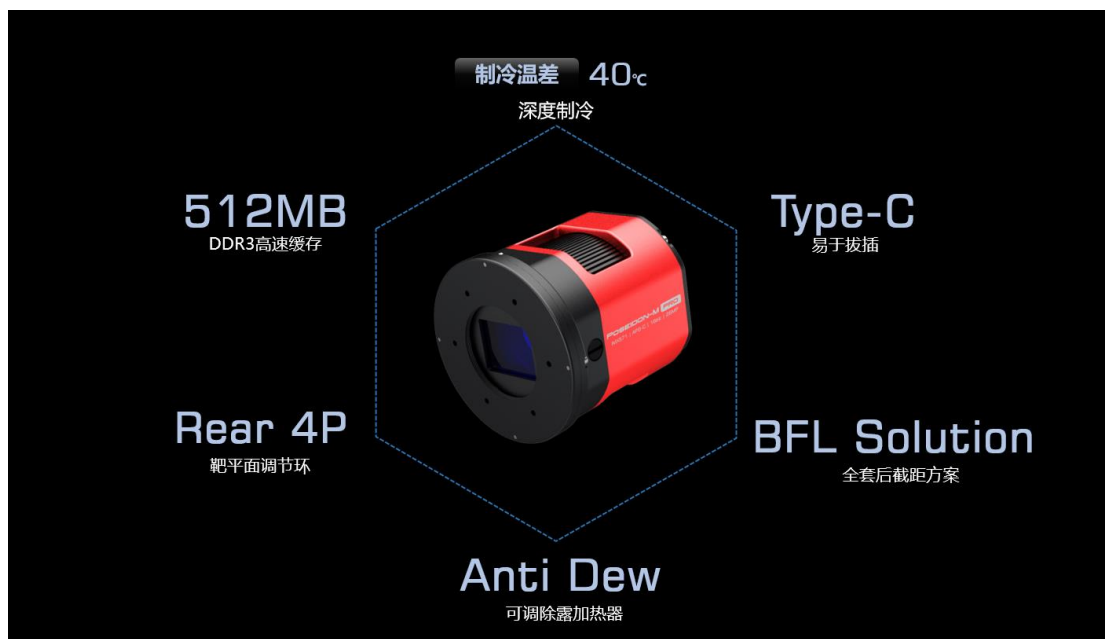 制冷温差 40℃
深度制冷
512MB
DDR3高速缓存
Type-C
易于拔插
POSEIDON-M PRO
Rear 4P
靶平面调节环
BFL Solution
全套后截距方案
Anti Dew
可调除露加热器